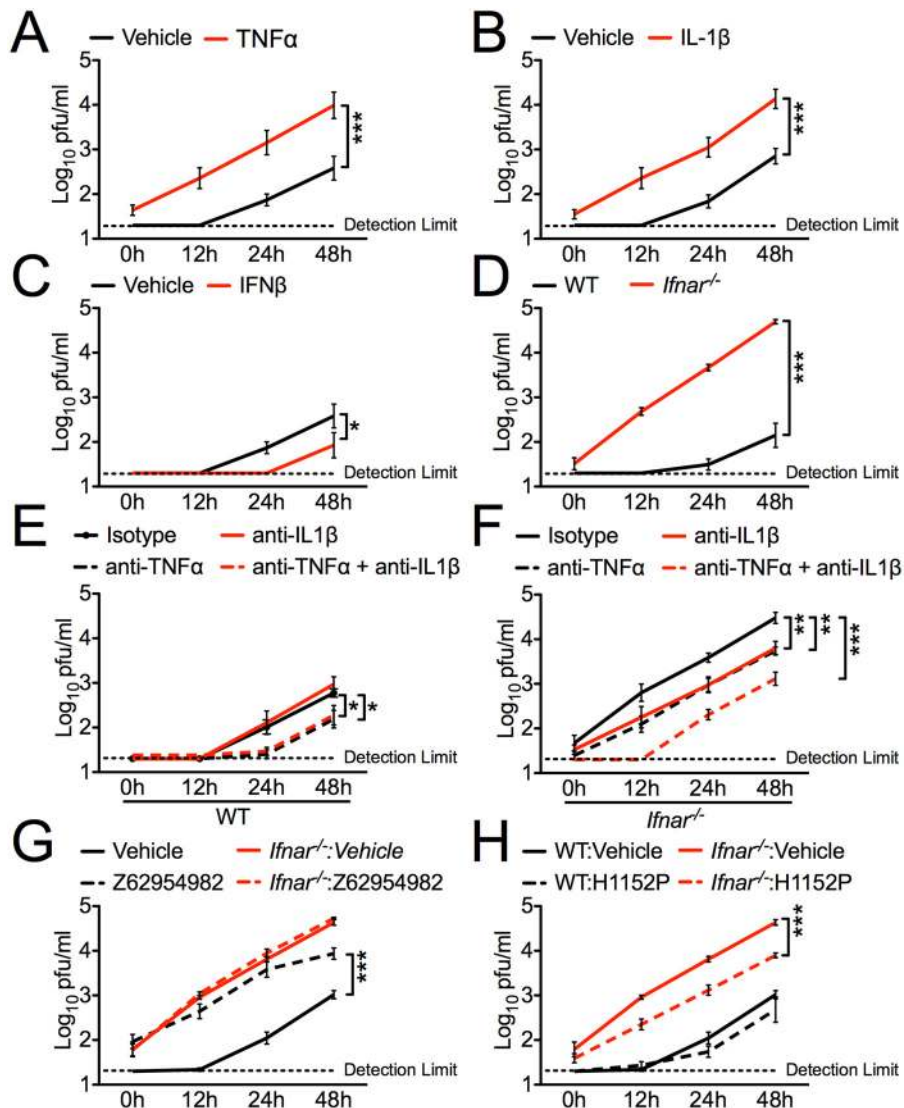 A
Vehicle TNFα
Log10 pfu/ml
5
4
3
2
1
***
Detection Limit
0h 12h 24h 48h
B
Vehicle IL-1β
Log10 pfu/ml
5
4
3
2
1
***
Detection Limit
0h 12h 24h 48h
C
Vehicle IFNβ
Log10 pfu/ml
5
4
3
2
1
*
Detection Limit
0h 12h 24h 48h
D
WT Ifnar-/-
Log10 pfu/ml
5
4
3
2
1
***
Detection Limit
0h 12h 24h 48h
E
Isotype anti-IL1β
anti-TNFα anti-TNFα + anti-IL1β
Log10 pfu/ml
5
4
3
2
1
* *
Detection Limit
0h 12h 24h 48h
WT
F
Isotype anti-IL1β
anti-TNFα anti-TNFα + anti-IL1β
Log10 pfu/ml
5
4
3
2
1
** ** ***
Detection Limit
0h 12h 24h 48h
Ifnar-/-
G
Vehicle Ifnar-/-:Vehicle
Z62954982 Ifnar-/-:Z62954982
Log10 pfu/ml
5
4
3
2
1
***
Detection Limit
0h 12h 24h 48h
H
WT:Vehicle Ifnar-/-:Vehicle
WT:H1152P Ifnar-/-:H1152P
Log10 pfu/ml
5
4
3
2
1
***
Detection Limit
0h 12h 24h 48h